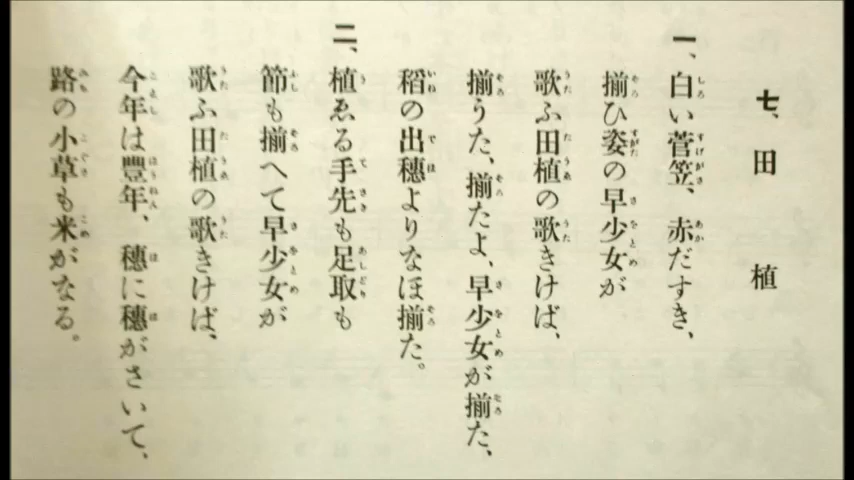 七、田植
一、白い菅笠、赤だすき、
揃ひ姿の早少女が
歌ふ田植の歌きけば、
揃うた、揃たよ、早少女が揃た、
稻の出穗よりなほ揃た。
二、植ゑる手先も足取も
節も揃へて早少女が
歌ふ田植の歌きけば、
今年は豐年、穗に穗がさいて、
路の小草も米がなる。